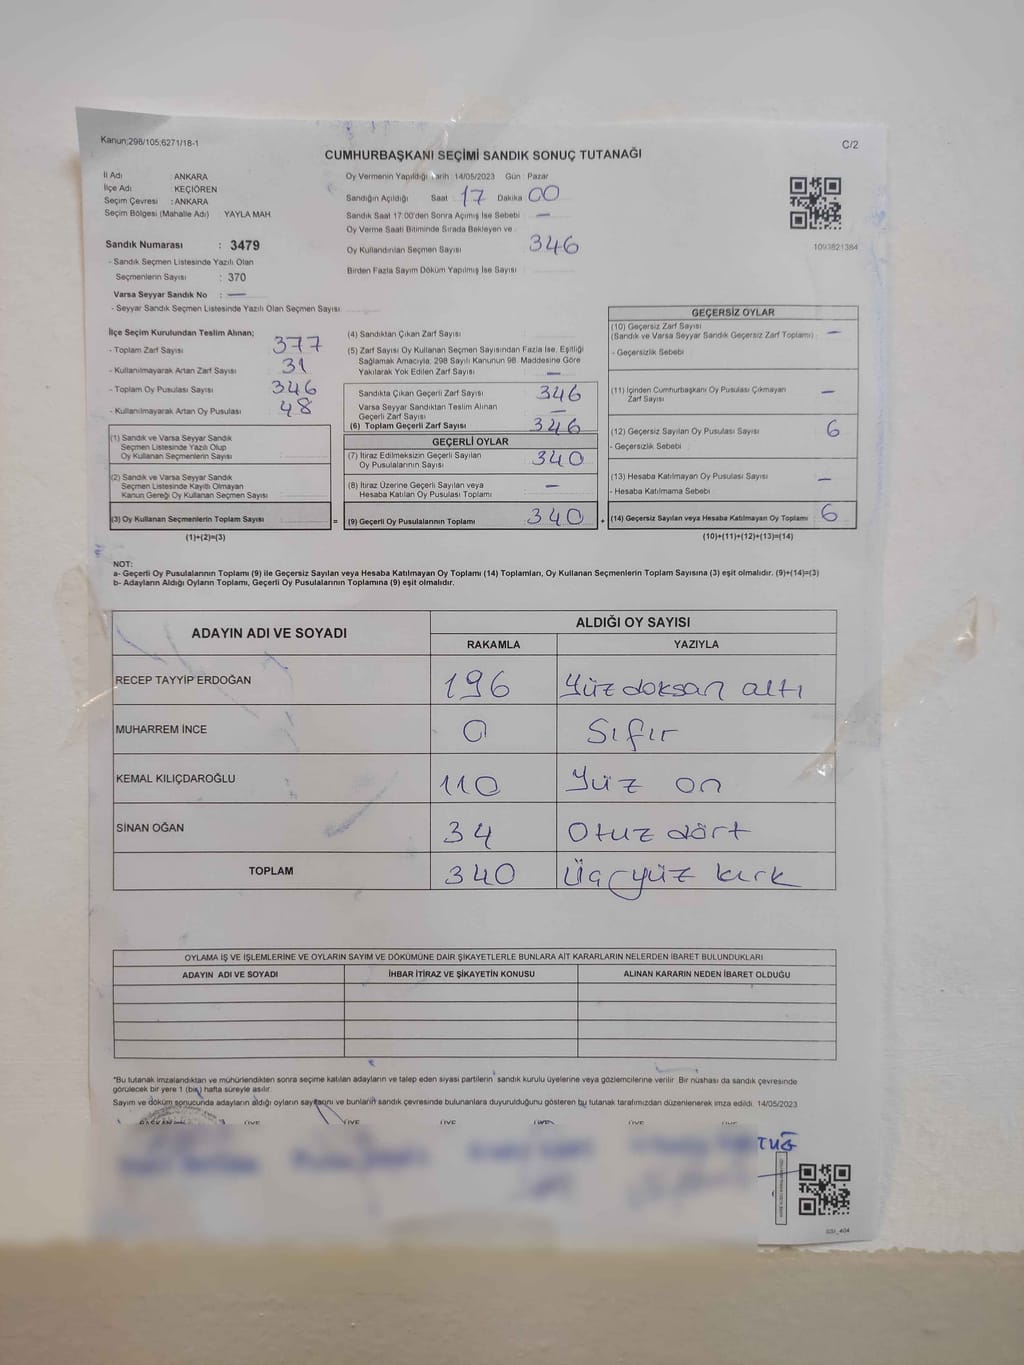 Kanun;298/105;6271/18-1
C/2
CUMHURBAŞKANI SEÇİMİ SANDIK SONUÇ TUTANAĞI
İl Adı : ANKARA
İlçe Adı : KEÇİÖREN
Seçim Çevresi : ANKARA
Seçim Bölgesi (Mahalle Adı) : YAYLA MAH
Sandık Numarası : 3479
- Sandık Seçmen Listesinde Yazılı Olan
Seçmenlerin Sayısı : 370
Varsa Seyyar Sandık No : —
- Seyyar Sandık Seçmen Listesinde Yazılı Olan Seçmen Sayısı:
Oy Vermenin Yapıldığı Tarih : 14/05/2023 Gün : Pazar
Sandığın Açıldığı Saat 17 Dakika 00
Sandık Saat 17:00'den Sonra Açımış İse Sebebi —
Oy Verme Saati Bitiminde Sırada Bekleyen ve
Oy Kullandırılan Seçmen Sayısı 346
Birden Fazla Sayım Döküm Yapılmış İse Sayısı
1093821384
İlçe Seçim Kurulundan Teslim Alınan;
- Toplam Zarf Sayısı 377
- Kullanılmayarak Artan Zarf Sayısı 31
- Toplam Oy Pusulası Sayısı 346
- Kullanılmayarak Artan Oy Pusulası 48
(1) Sandık ve Varsa Seyyar Sandık
Seçmen Listesinde Yazılı Olup
Oy Kullanan Seçmenlerin Sayısı
(2) Sandık ve Varsa Seyyar Sandık
Seçmen Listesinde Kayıtlı Olmayan
Kanun Gereği Oy Kullanan Seçmen Sayısı
(3) Oy Kullanan Seçmenlerin Toplam Sayısı
(1)+(2)=(3)
=
(4) Sandıktan Çıkan Zarf Sayısı
(5) Zarf Sayısı Oy Kullanan Seçmen Sayısından Fazla İse, Eşitliği
Sağlamak Amacıyla, 298 Sayılı Kanunun 98. Maddesine Göre
Yakılarak Yok Edilen Zarf Sayısı —
Sandıkta Çıkan Geçerli Zarf Sayısı 346
Varsa Seyyar Sandıktan Teslim Alınan
Geçerli Zarf Sayısı —
(6) Toplam Geçerli Zarf Sayısı 346
GEÇERLİ OYLAR
(7) İtiraz Edilmeksizin Geçerli Sayılan
Oy Pusulalarının Sayısı 340
(8) İtiraz Üzerine Geçerli Sayılan veya
Hesaba Katılan Oy Pusulası Toplamı —
(9) Geçerli Oy Pusulalarının Toplamı 340
+
GEÇERSİZ OYLAR
(10) Geçersiz Zarf Sayısı
(Sandık ve Varsa Seyyar Sandık Geçersiz Zarf Toplamı) —
- Geçersizlik Sebebi
(11) İçinden Cumhurbaşkanı Oy Pusulası Çıkmayan
Zarf Sayısı —
(12) Geçersiz Sayılan Oy Pusulası Sayısı 6
- Geçersizlik Sebebi
(13) Hesaba Katılmayan Oy Pusulası Sayısı —
- Hesaba Katılmama Sebebi
(14) Geçersiz Sayılan veya Hesaba Katılmayan Oy Toplamı 6
(10)+(11)+(12)+(13)=(14)
NOT:
a- Geçerli Oy Pusulalarının Toplamı (9) ile Geçersiz Sayılan veya Hesaba Katılmayan Oy Toplamı (14) Toplamları, Oy Kullanan Seçmenlerin Toplam Sayısına (3) eşit olmalıdır. (9)+(14)=(3)
b- Adayların Aldığı Oyların Toplamı, Geçerli Oy Pusulalarının Toplamına (9) eşit olmalıdır.
ADAYIN ADI VE SOYADI
ALDIĞI OY SAYISI
RAKAMLA YAZIYLA
RECEP TAYYİP ERDOĞAN 196 Yüz doksan altı
MUHARREM İNCE 0 Sıfır
KEMAL KILIÇDAROĞLU 110 Yüz on
SİNAN OĞAN 34 Otuz dört
TOPLAM 340 Üçyüz kırk
OYLAMA İŞ VE İŞLEMLERİNE VE OYLARIN SAYIM VE DÖKÜMÜNE DAİR ŞİKAYETLERLE BUNLARA AİT KARARLARIN NELERDEN İBARET BULUNDUKLARI
ADAYIN ADI VE SOYADI İHBAR İTİRAZ VE ŞİKAYETİN KONUSU ALINAN KARARIN NEDEN İBARET OLDUĞU
*Bu tutanak imzalandıktan ve mühürlendikten sonra seçime katılan adayların ve talep eden siyasi partilerin sandık kurulu üyelerine veya gözlemcilerine verilir. Bir nüshası da sandık çevresinde
görülecek bir yere 1 (bir) hafta süreyle asılır.
Sayım ve döküm sonucunda adayların aldığı oyların sayısını ve bunların sandık çevresinde bulunanlara duyurulduğunu gösteren bu tutanak tarafımızdan düzenlenerek imza edildi. 14/05/2023
TUĞ